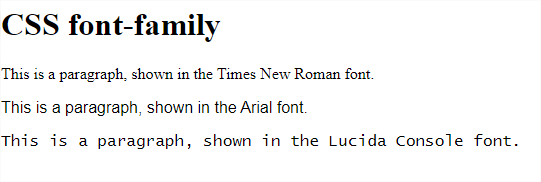 CSS font-family
This is a paragraph, shown in the Times New Roman font.
This is a paragraph, shown in the Arial font.
This is a paragraph, shown in the Lucida Console font.